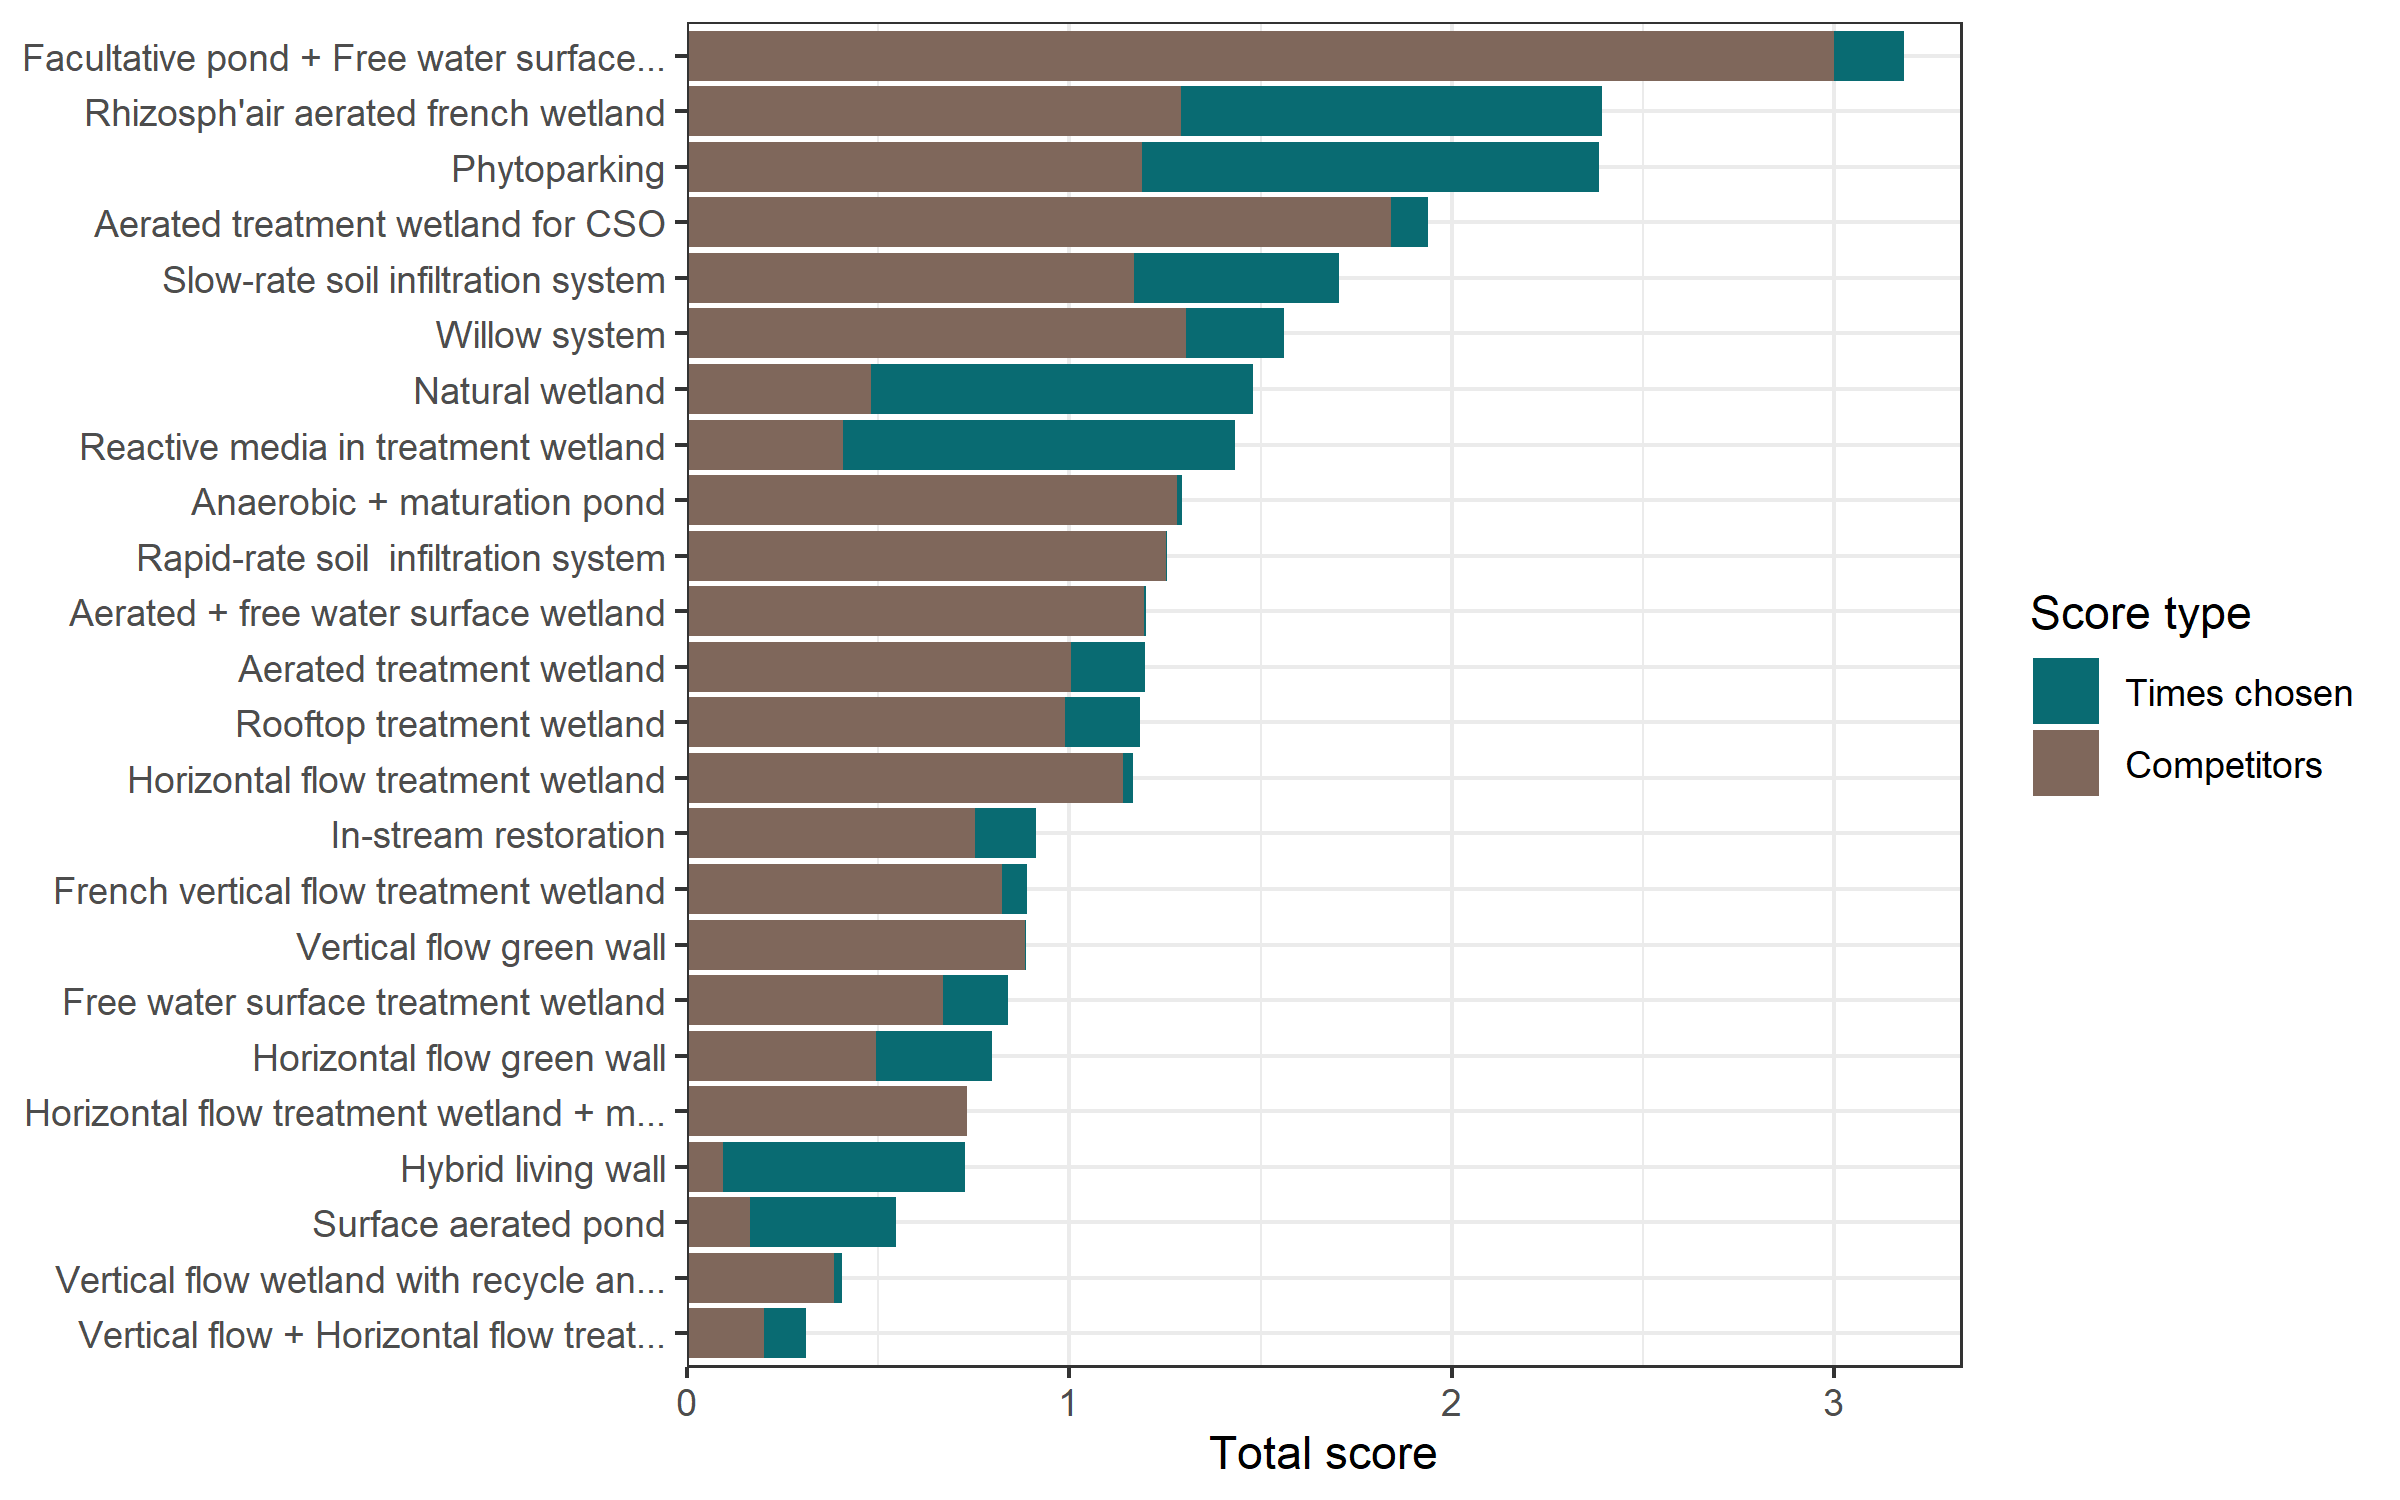 Facultative pond + Free water surface...
Rhizosph'air aerated french wetland
Phytoparking
Aerated treatment wetland for CSO
Slow-rate soil infiltration system
Willow system
Natural wetland
Reactive media in treatment wetland
Anaerobic + maturation pond
Rapid-rate soil  infiltration system
Aerated + free water surface wetland
Aerated treatment wetland
Rooftop treatment wetland
Horizontal flow treatment wetland
In-stream restoration
French vertical flow treatment wetland
Vertical flow green wall
Free water surface treatment wetland
Horizontal flow green wall
Horizontal flow treatment wetland + m...
Hybrid living wall
Surface aerated pond
Vertical flow wetland with recycle an...
Vertical flow + Horizontal flow treat...
0 1 2 3
Total score
Score type
Times chosen
Competitors